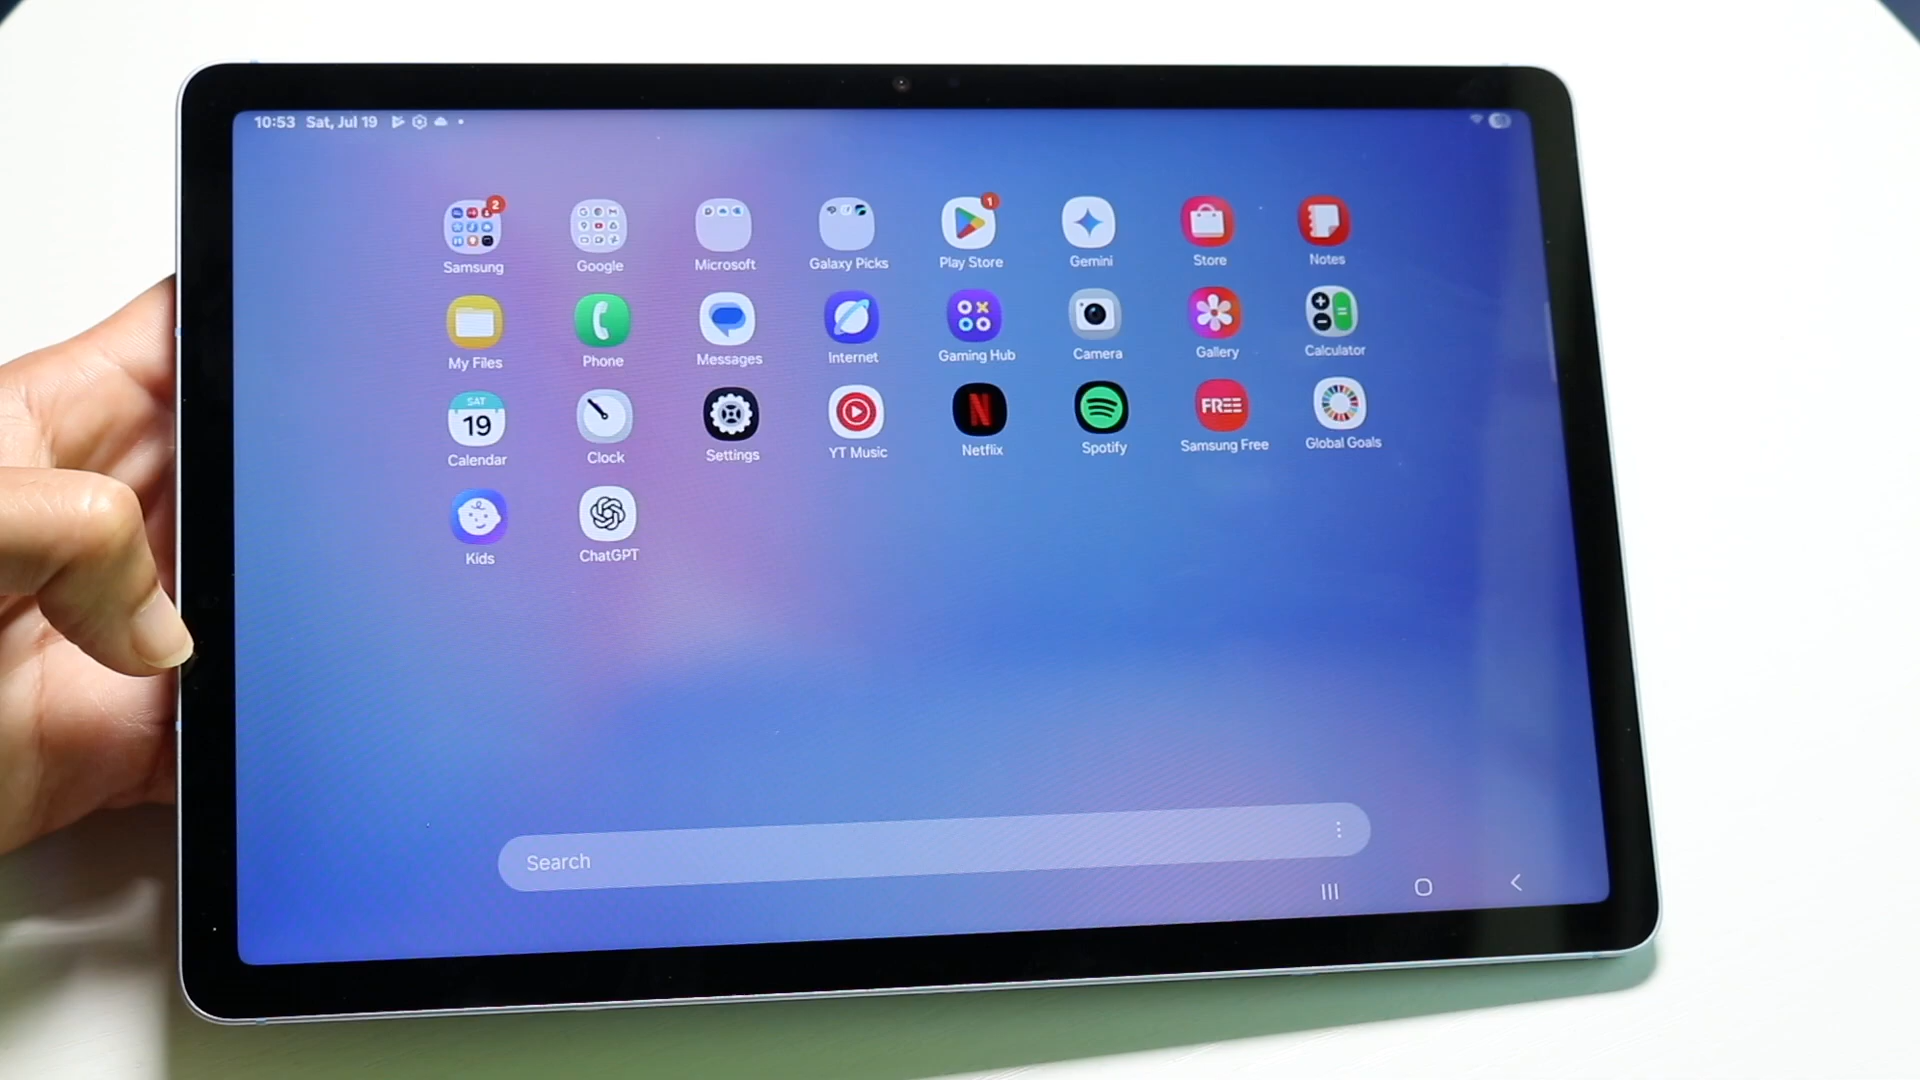 10:53 Sat, Jul 19
2
1
Samsung Google Microsoft Galaxy Picks Play Store Gemini Store Notes
My Files Phone Messages Internet Gaming Hub Camera Gallery Calculator
SAT
19
N
FREE
Calendar Clock Settings YT Music Netflix Spotify Samsung Free Global Goals
Kids ChatGPT
Search